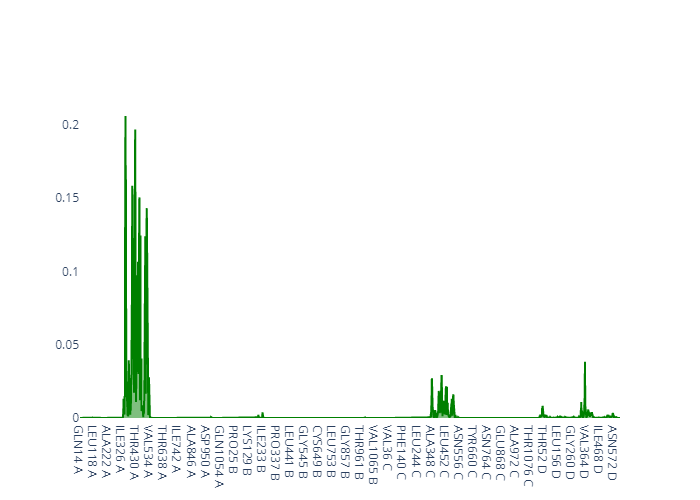 0.2
0.15
0.1
0.05
0
GLN14 A
LEU118 A
ALA222 A
ILE326 A
THR430 A
VAL534 A
THR638 A
ILE742 A
ALA846 A
ASP950 A
GLN1054 A
PRO25 B
LYS129 B
ILE233 B
PRO337 B
LEU441 B
GLY545 B
CYS649 B
LEU753 B
GLY857 B
THR961 B
VAL1065 B
VAL36 C
PHE140 C
LEU244 C
ALA348 C
LEU452 C
ASN556 C
TYR660 C
ASN764 C
GLU868 C
ALA972 C
THR1076 C
THR52 D
LEU156 D
GLY260 D
VAL364 D
ILE468 D
ASN572 D